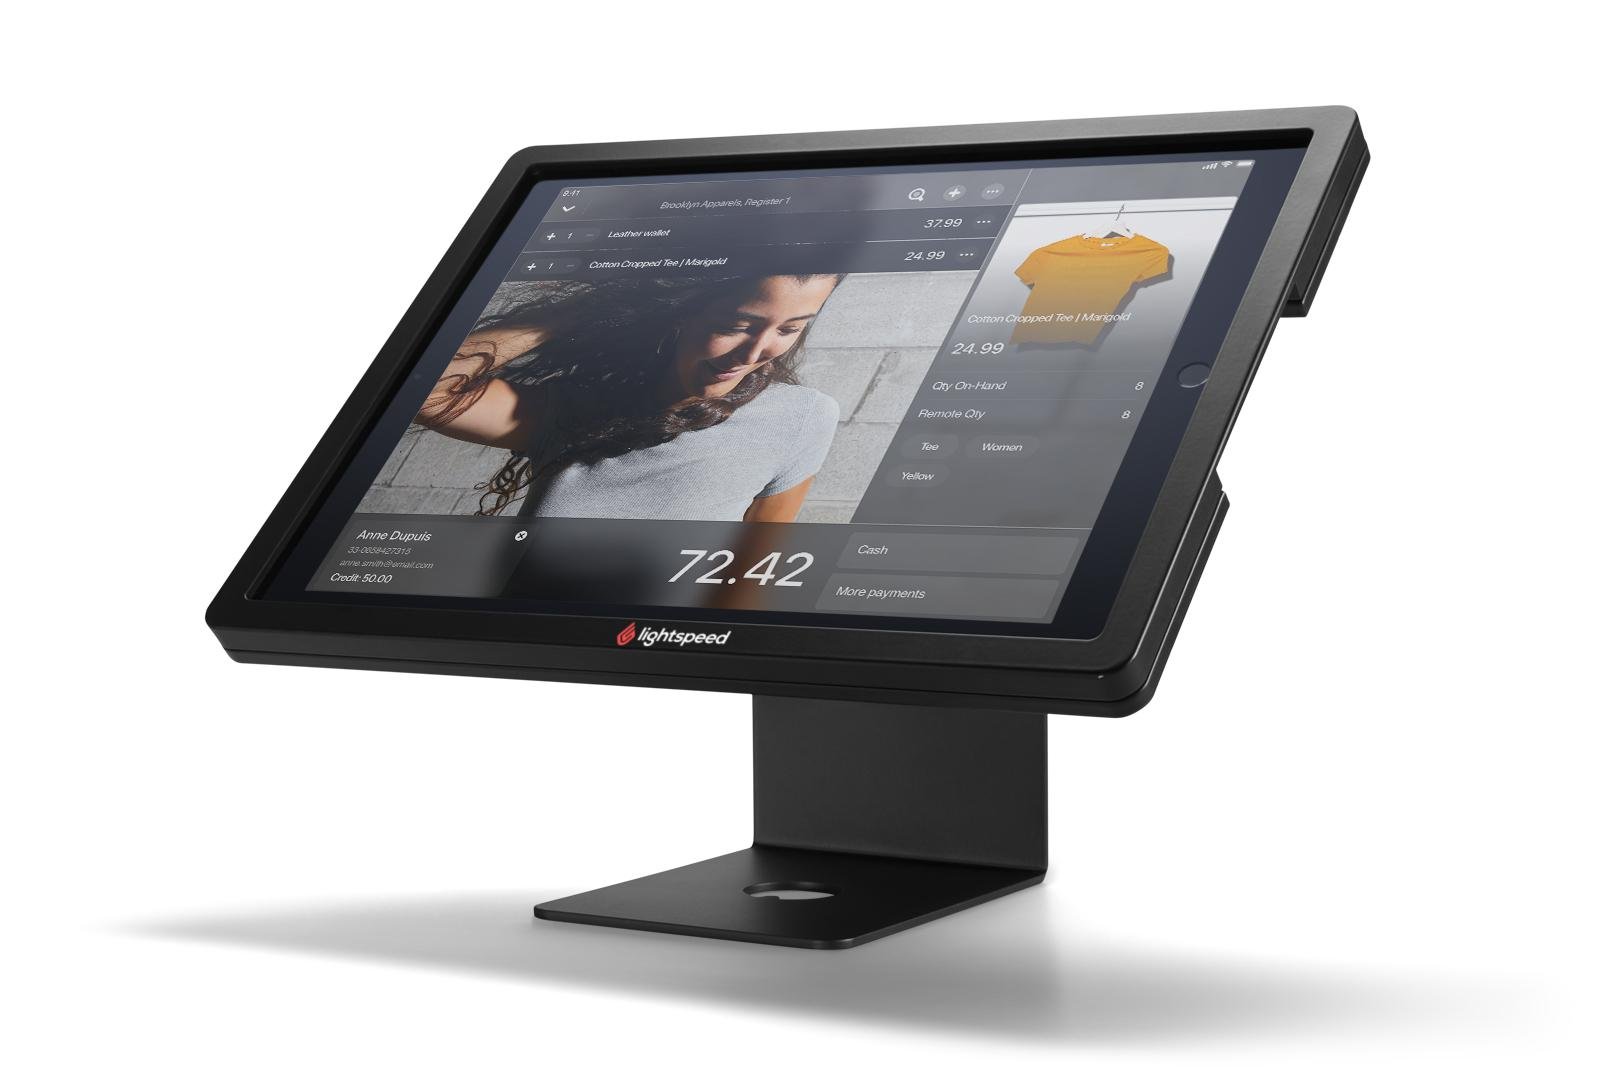 9:41
Brooklyn Apparels, Register 1
1 Leather wallet 37.99
1 Cotton Cropped Tee | Marigold 24.99
Cotton Cropped Tee | Marigold
24.99
Qty On-Hand 8
Remote Qty 8
Tee Women
Yellow
Anne Dupuis
33-0658427315
anne.smith@email.com
Credit: 50.00
72.42
Cash
More payments
lightspeed